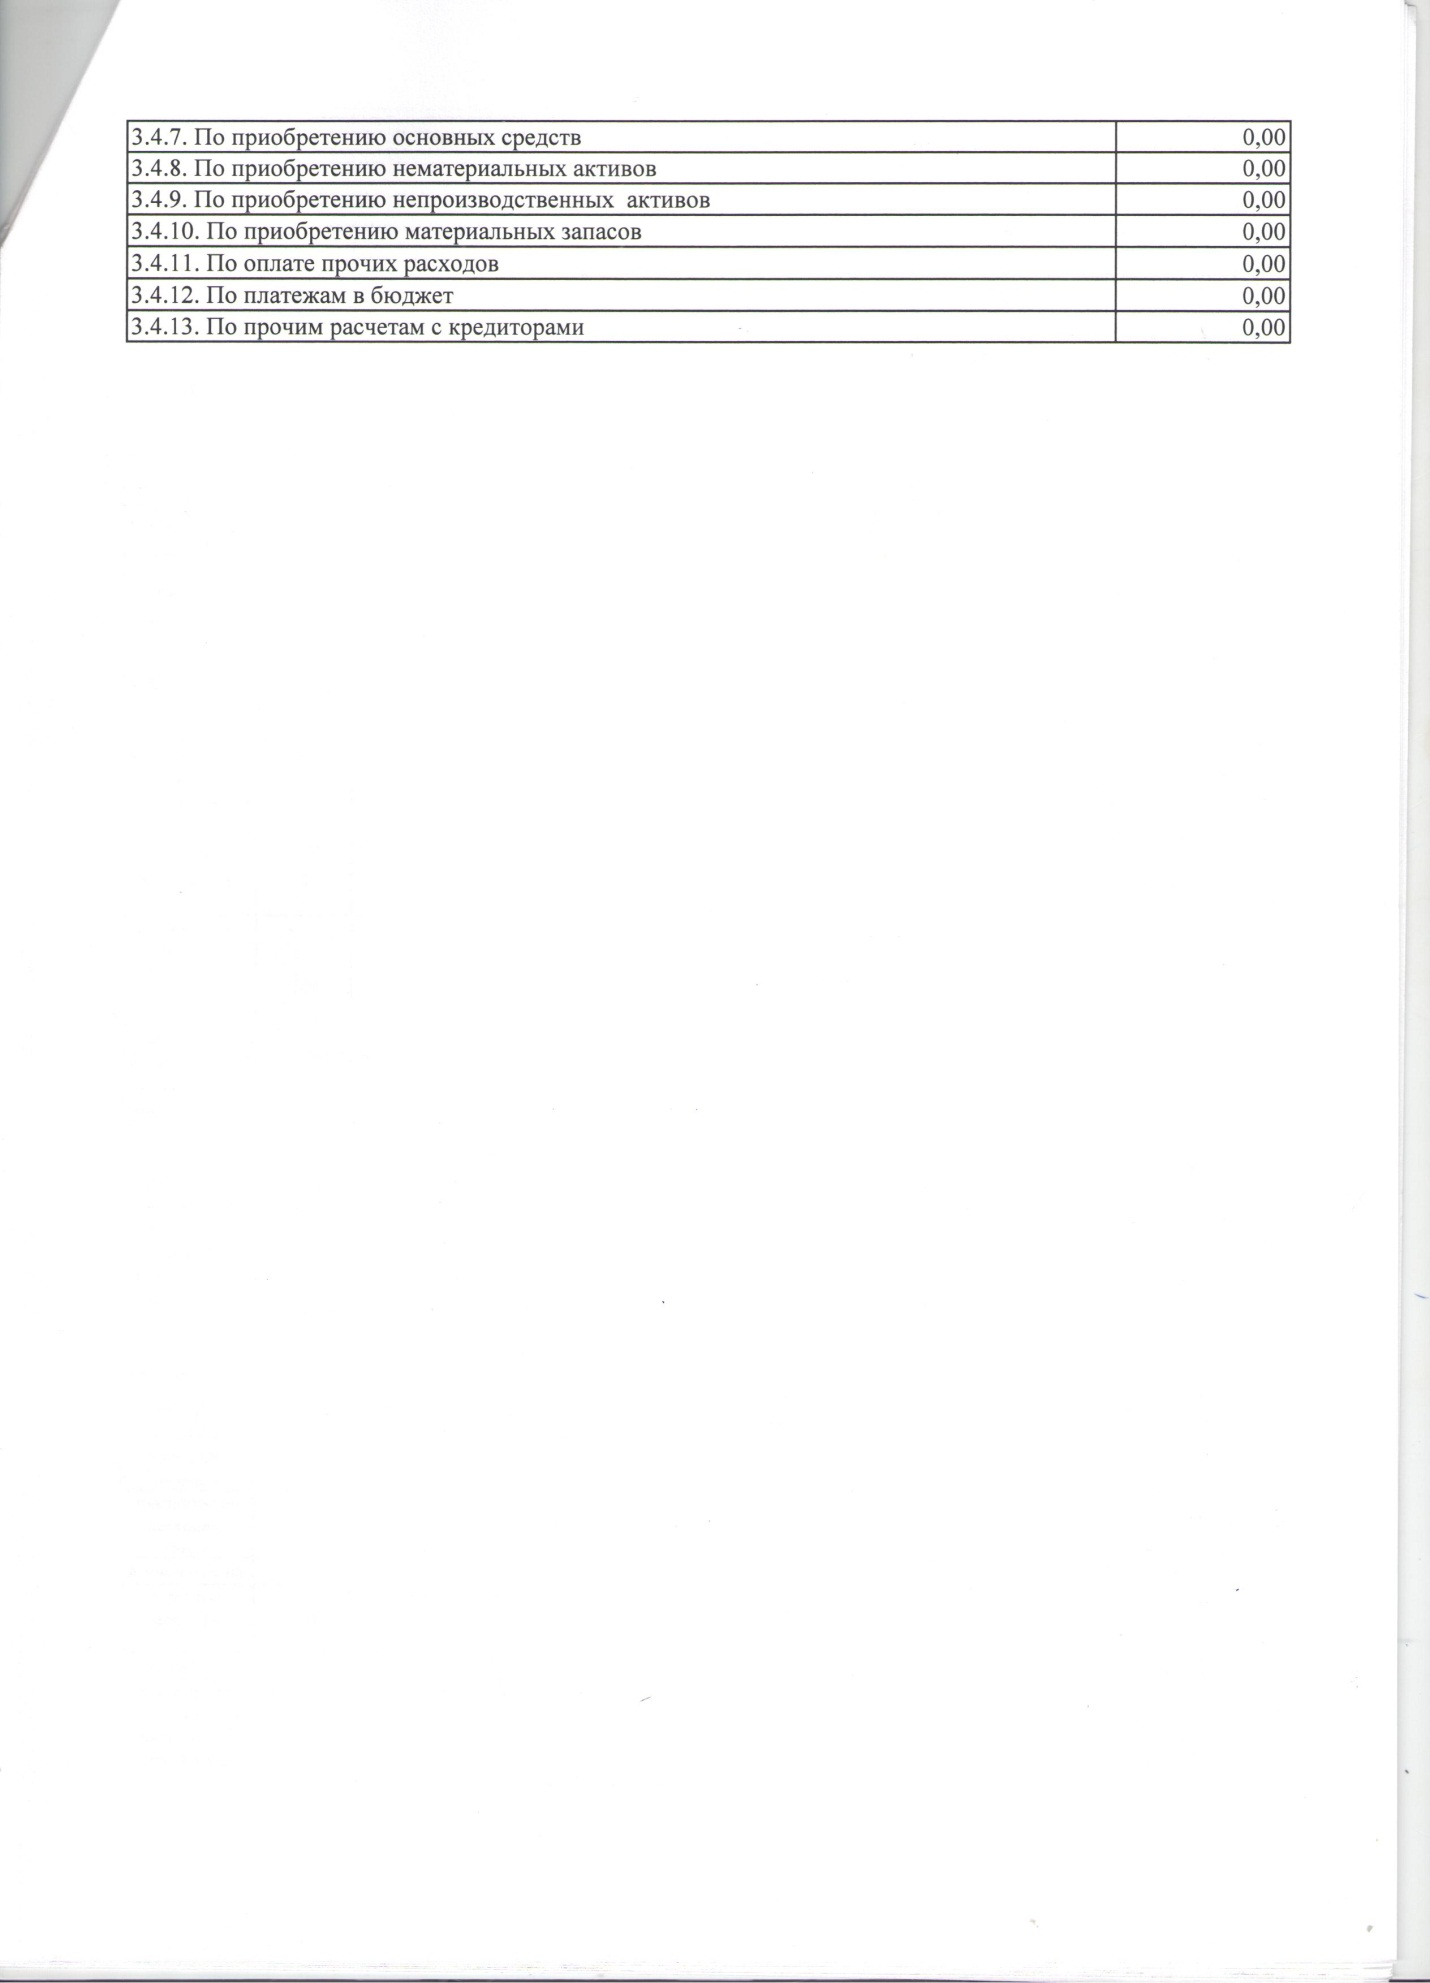 3.4.7. По приобретению основных средств 0,00
3.4.8. По приобретению нематериальных активов 0,00
3.4.9. По приобретению непроизводственных активов 0,00
3.4.10. По приобретению материальных запасов 0,00
3.4.11. По оплате прочих расходов 0,00
3.4.12. По платежам в бюджет 0,00
3.4.13. По прочим расчетам с кредиторами 0,00